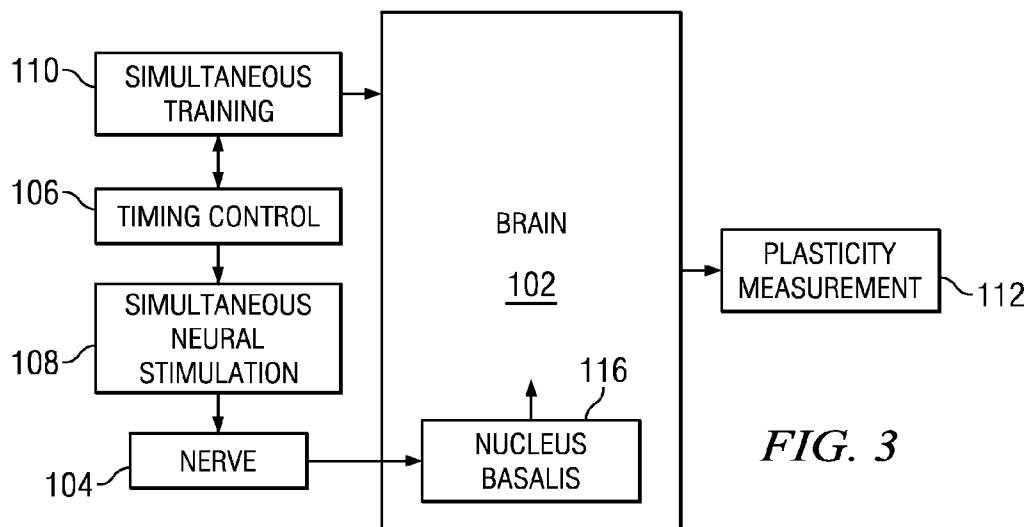 110
SIMULTANEOUS
TRAINING
106
TIMING CONTROL
108
SIMULTANEOUS
NEURAL
STIMULATION
104
NERVE
BRAIN
102
116
NUCLEUS
BASALIS
PLASTICITY
MEASUREMENT
112
FIG. 3